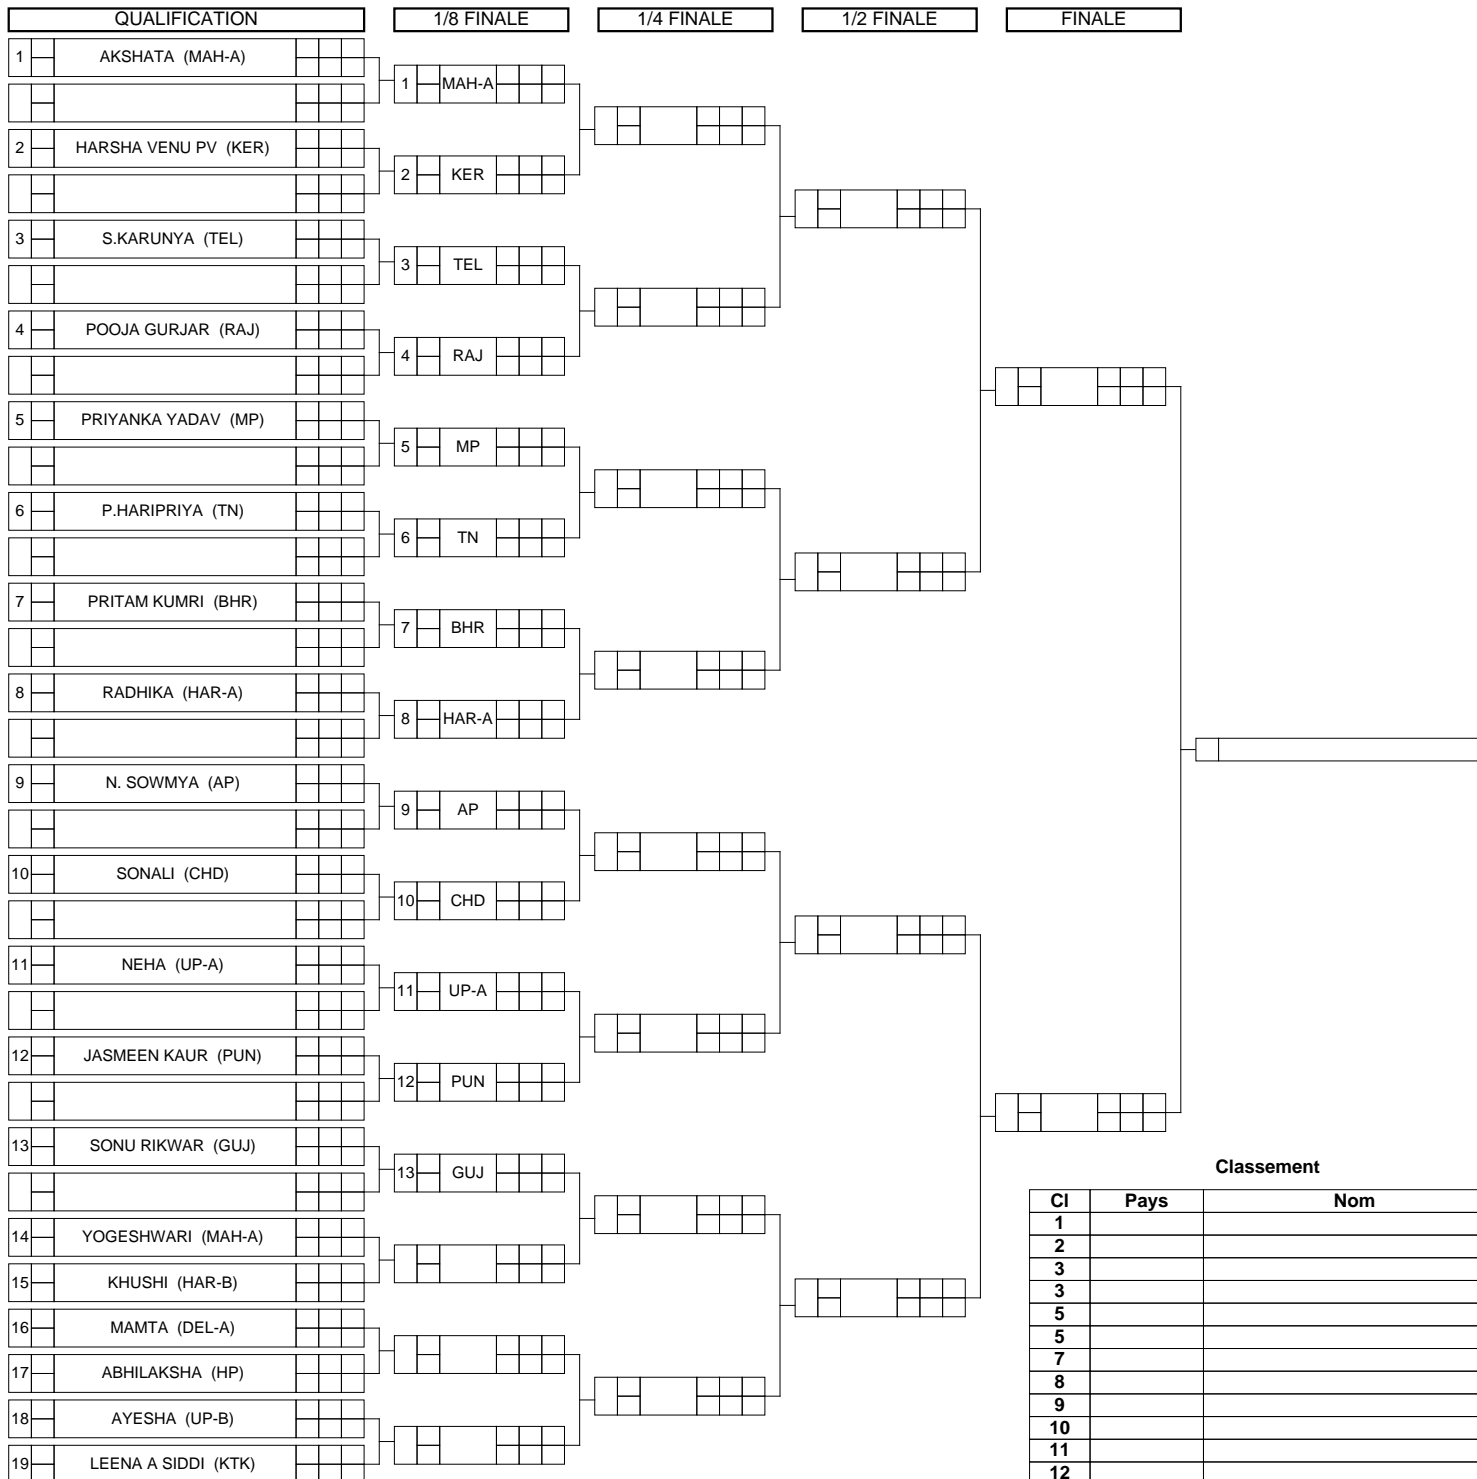 QUALIFICATION 1/8 FINALE 1/4 FINALE 1/2 FINALE FINALE
1 AKSHATA (MAH-A)
1 MAH-A
2 HARSHA VENU PV (KER)
2 KER
3 S.KARUNYA (TEL)
3 TEL
4 POOJA GURJAR (RAJ)
4 RAJ
5 PRIYANKA YADAV (MP)
5 MP
6 P.HARIPRIYA (TN)
6 TN
7 PRITAM KUMRI (BHR)
7 BHR
8 RADHIKA (HAR-A)
8 HAR-A
9 N. SOWMYA (AP)
9 AP
10 SONALI (CHD)
10 CHD
11 NEHA (UP-A)
11 UP-A
12 JASMEEN KAUR (PUN)
12 PUN
13 SONU RIKWAR (GUJ)
13 GUJ
14 YOGESHWARI (MAH-A)
15 KHUSHI (HAR-B)
16 MAMTA (DEL-A)
17 ABHILAKSHA (HP)
18 AYESHA (UP-B)
19 LEENA A SIDDI (KTK)
Classement
Cl Pays Nom
1
2
3
3
5
5
7
8
9
10
11
12